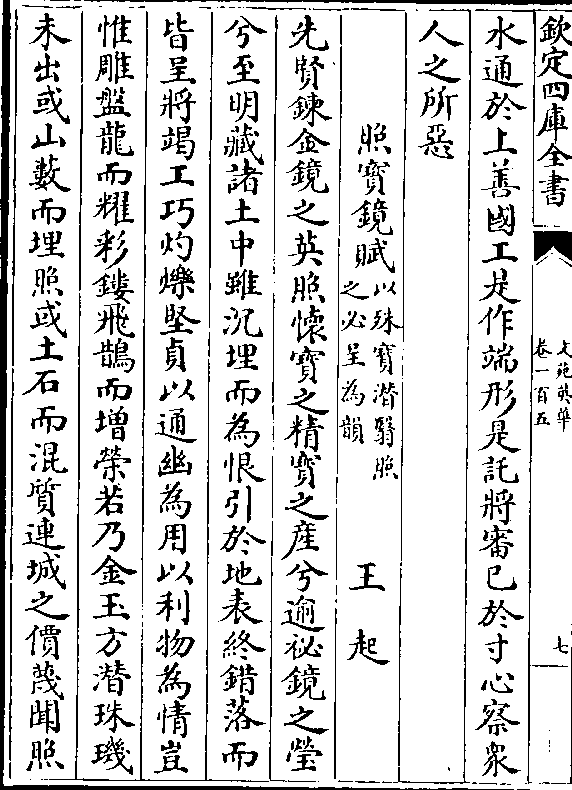 欽定四庫全書
文苑英華
卷一百五
七
水通於上善國工是作端形是託將審已於寸心察衆
人之所惡
照寳鏡賦以珠寳潛翳照
之必呈為韻
王起
先賢鍊金鏡之英照懷寳之精寳之産兮逾祕鏡之瑩
兮至明藏諸土中雖沉埋而為恨引於地表終錯落而
皆呈將竭工巧灼爍堅貞以通幽為用以利物為情豈
惟雕盤龍而耀彩鏤飛鵲而增榮若乃金玉方潜珠璣
未出或山藪而埋照或土石而混質連城之價蔑聞照